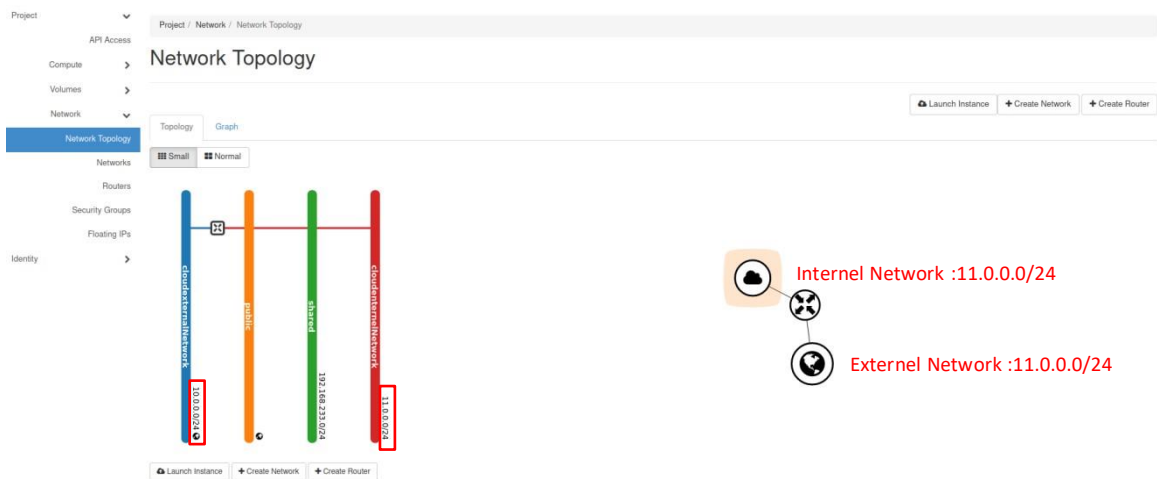 Project
API Access
Compute
Volumes
Network
Network Topology
Networks
Routers
Security Groups
Floating IPs
Identity
Project / Network / Network Topology
Network Topology
Launch Instance
+ Create Network
+ Create Router
Topology
Graph
Small
Normal
cloudexternalNetwork
10.0.0.0/24
public
shared
192.168.233.0/24
cloudenternelNetwork
11.0.0.0/24
Internel Network :11.0.0.0/24
Externel Network :11.0.0.0/24
Launch Instance
+ Create Network
+ Create Router